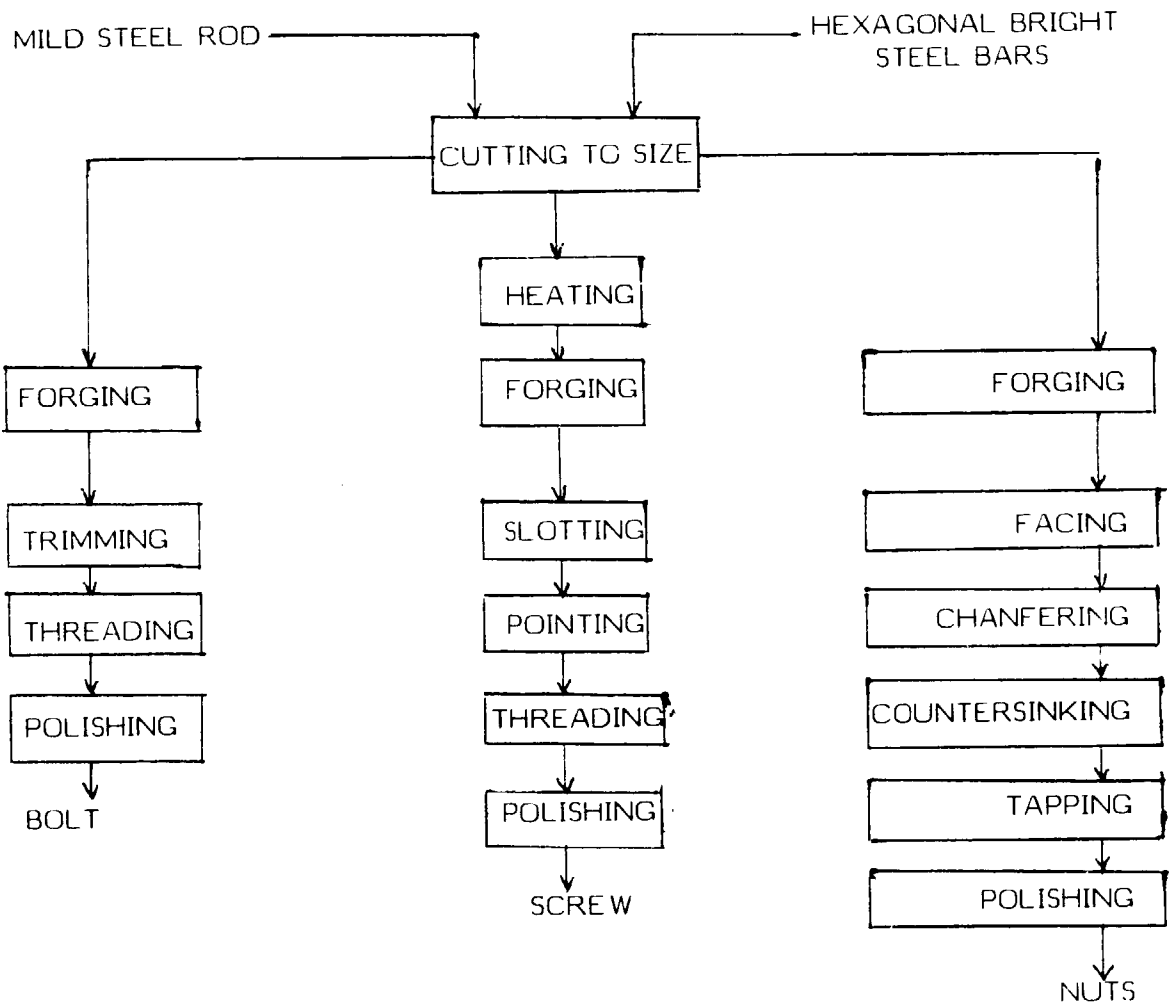 MILD STEEL ROD
HEXAGONAL BRIGHT
STEEL BARS
CUTTING TO SIZE
FORGING
TRIMMING
THREADING
POLISHING
BOLT
HEATING
FORGING
SLOTTING
POINTING
THREADING
POLISHING
SCREW
FORGING
FACING
CHANFERING
COUNTERSINKING
TAPPING
POLISHING
NUTS